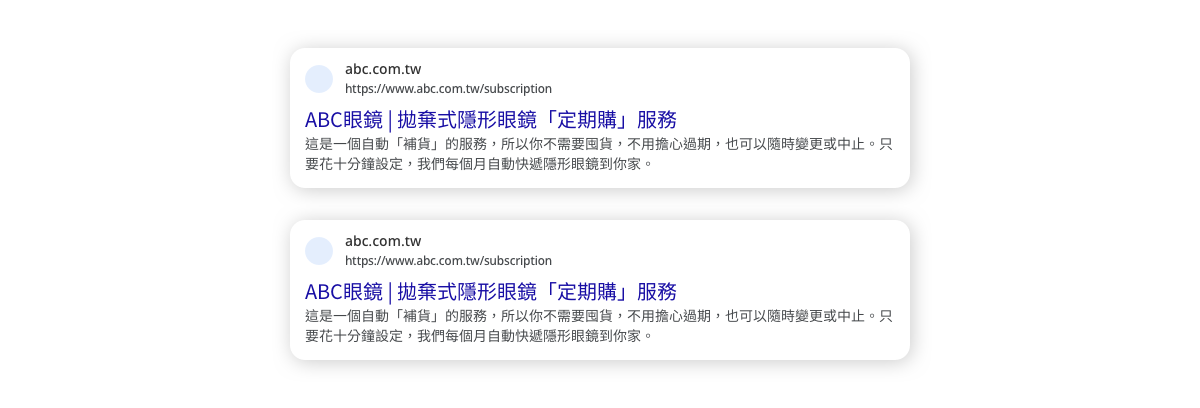 abc.com.tw
https://www.abc.com.tw/subscription
ABC眼鏡 | 拋棄式隱形眼鏡「定期購」服務
這是一個自動「補貨」的服務，所以你不需要囤貨，不用擔心過期，也可以隨時變更或中止。只
要花十分鐘設定，我們每個月自動快遞隱形眼鏡到你家。
abc.com.tw
https://www.abc.com.tw/subscription
ABC眼鏡 | 拋棄式隱形眼鏡「定期購」服務
這是一個自動「補貨」的服務，所以你不需要囤貨，不用擔心過期，也可以隨時變更或中止。只
要花十分鐘設定，我們每個月自動快遞隱形眼鏡到你家。